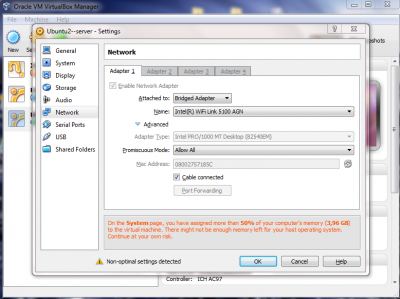 Oracle VM VirtualBox Manager
File Machine Help
New
Ubuntu2--server - Settings
General
System
Display
Storage
Audio
Network
Serial Ports
USB
Shared Folders
Network
Adapter 1 Adapter 2 Adapter 3 Adapter 4
Enable Network Adapter
Attached to: Bridged Adapter
Name: Intel(R) WiFi Link 5100 AGN
Advanced
Adapter Type: Intel PRO/1000 MT Desktop (82540EM)
Promiscuous Mode: Allow All
Mac Address: 08002757185C
Cable connected
Port Forwarding
On the System page, you have assigned more than 50% of your computer's memory (3,96 GB)
to the virtual machine. There might not be enough memory left for your host operating system.
Continue at your own risk.
Non-optimal settings detected
OK Cancel Help
Controller: ICH AC97